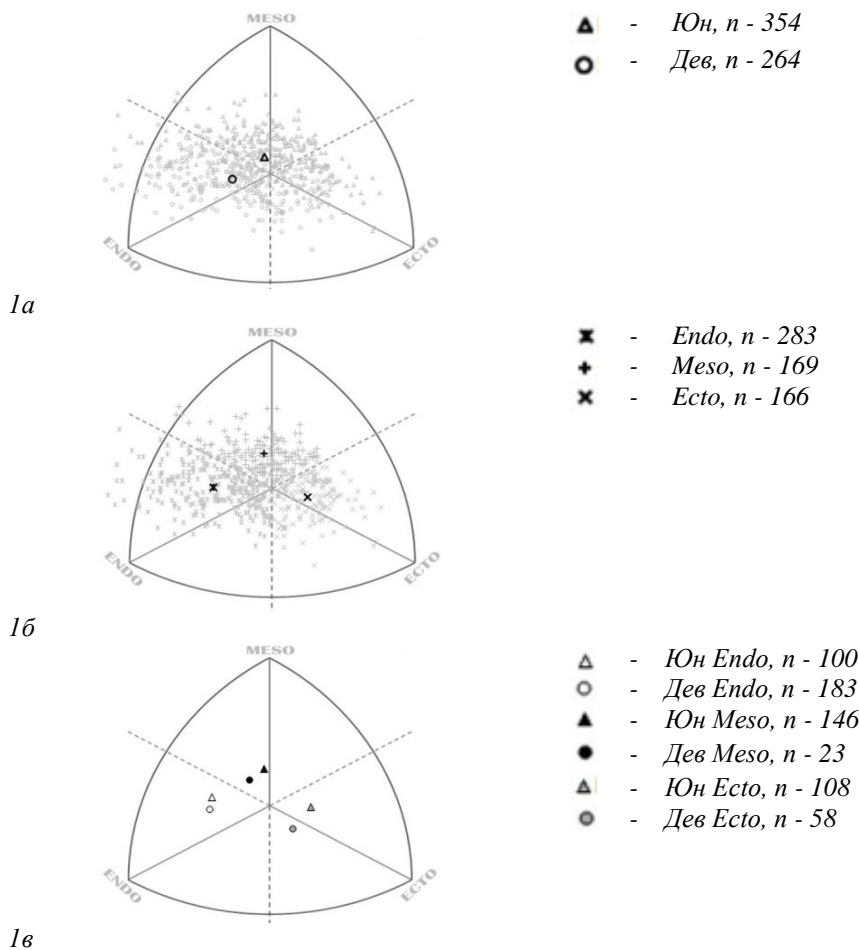 MESO
ENDO
ECTO
- Юн, n - 354
- Дев, n - 264
1а
MESO
ENDO
ECTO
- Endo, n - 283
- Meso, n - 169
- Ecto, n - 166
1б
MESO
ENDO
ECTO
- Юн Endo, n - 100
- Дев Endo, n - 183
- Юн Meso, n - 146
- Дев Meso, n - 23
- Юн Ecto, n - 108
- Дев Ecto, n - 58
1в